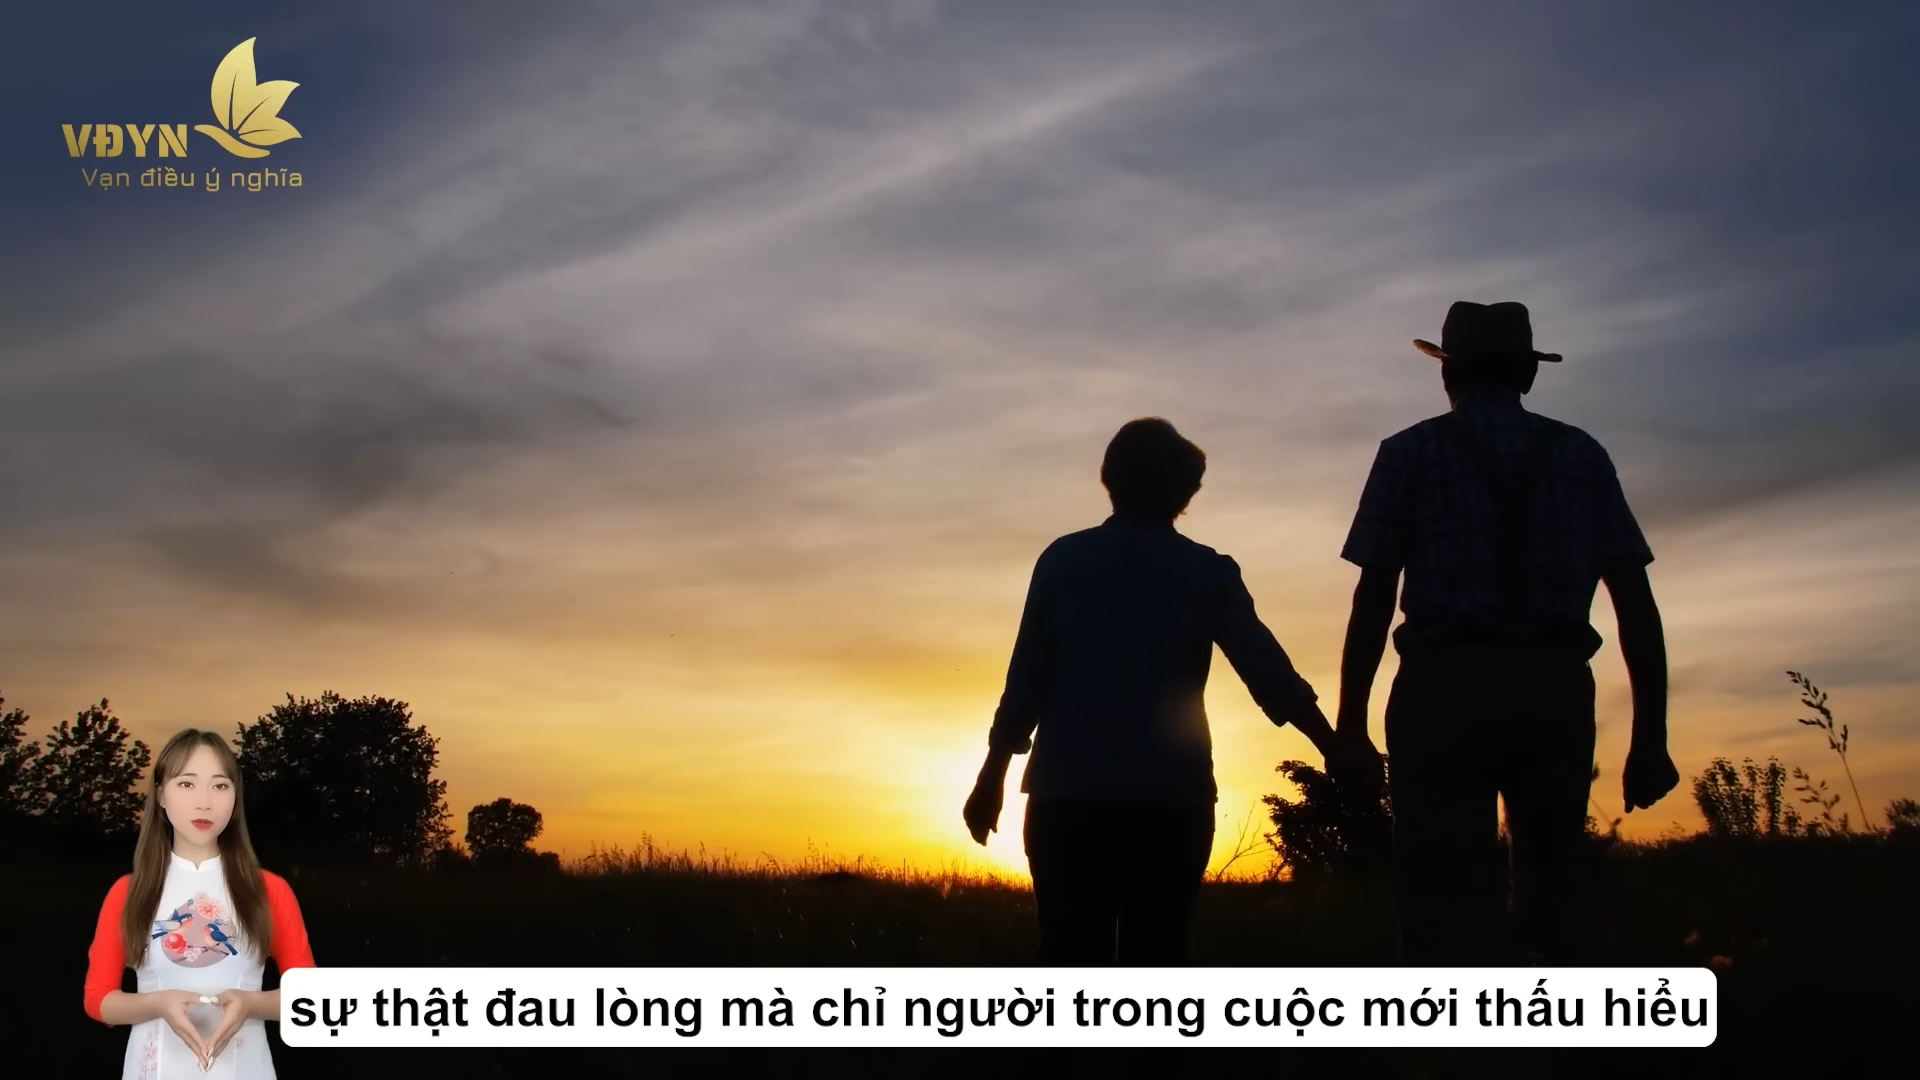 VĐYN
Vạn điều ý nghĩa
sự thật đau lòng mà chỉ người trong cuộc mới thấu hiểu